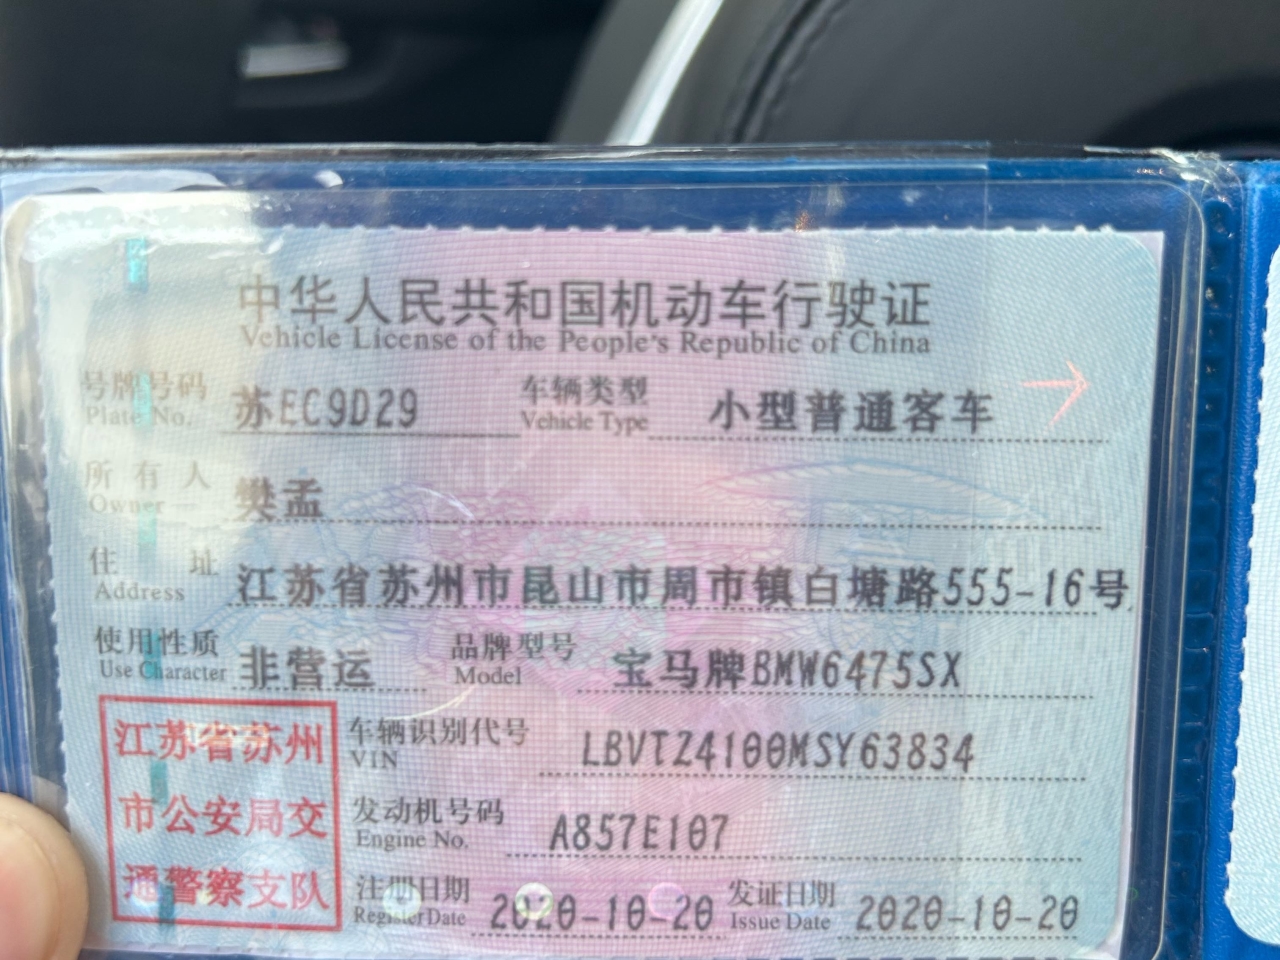 中华人民共和国机动车行驶证
Vehicle License of the People's Republic of China
号牌号码 苏EC9D29 车辆类型 小型普通客车
Plate No. Vehicle Type
所有人 樊孟
Owner
住址 江苏省苏州市昆山市周市镇白塘路555-16号
Address
使用性质 非营运 品牌型号 宝马牌BMW6475SX
Use Character Model
江苏省苏州
市公安局交
通警察支队
车辆识别代号 LBVTZ4100MSY63834
VIN
发动机号码 A857E107
Engine No.
注册日期 2020-10-20 发证日期 2020-10-20
Register Date Issue Date